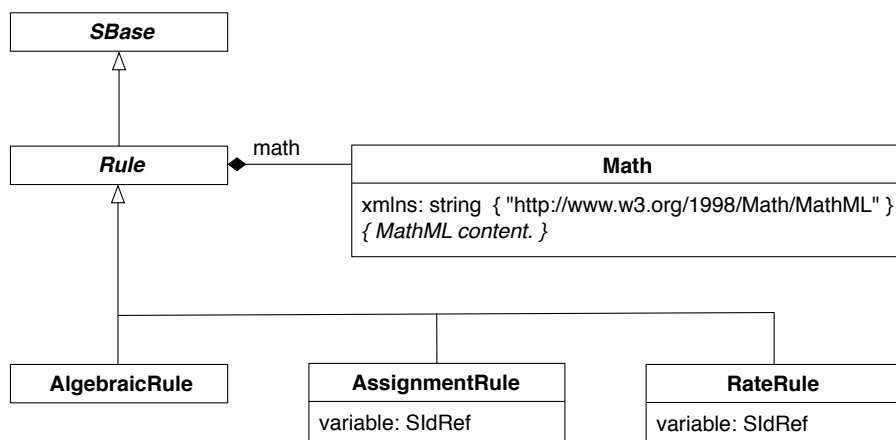 SBase
Rule
math
Math
xmlns: string { "http://www.w3.org/1998/Math/MathML" }
{ MathML content. }
AlgebraicRule
AssignmentRule
variable: SIdRef
RateRule
variable: SIdRef